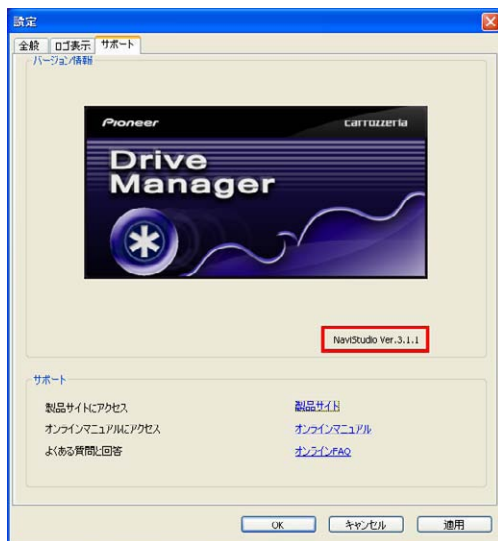 設定
全般 ロゴ表示 サポート
バージョン情報
Pioneer carrozzeria
Drive
Manager
NaviStudio Ver.3.1.1
サポート
製品サイトにアクセス 製品サイト
オンラインマニュアルにアクセス オンラインマニュアル
よくある質問と回答 オンラインFAQ
OK キャンセル 適用